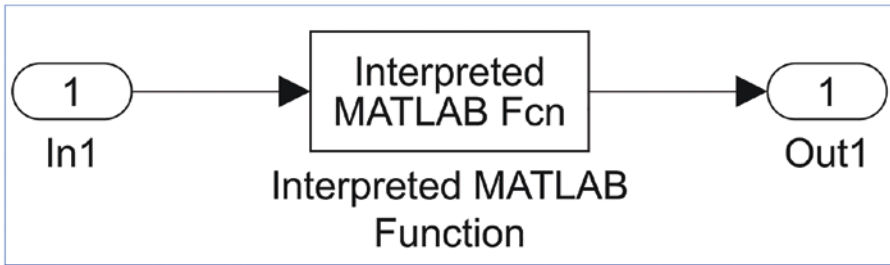 1
In1
Interpreted
MATLAB Fcn
Interpreted MATLAB
Function
1
Out1